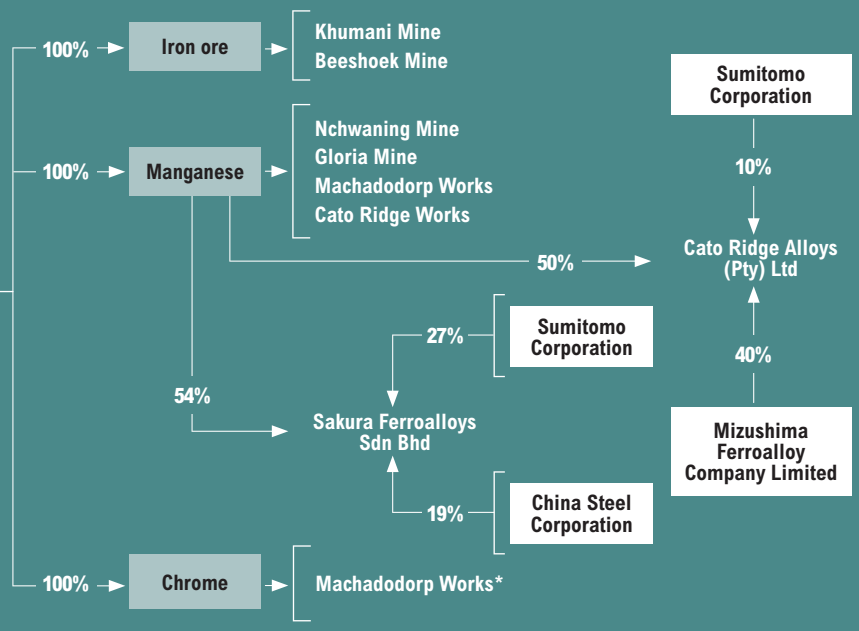 100%
Iron ore
Khumani Mine
Beeshoek Mine
Sumitomo
Corporation
10%
100%
Manganese
Nchwaning Mine
Gloria Mine
Machadodorp Works
Cato Ridge Works
50%
Cato Ridge Alloys
(Pty) Ltd
27%
Sumitomo
Corporation
40%
54%
Sakura Ferroalloys
Sdn Bhd
Mizushima
Ferroalloy
Company Limited
19%
China Steel
Corporation
100%
Chrome
Machadodorp Works*